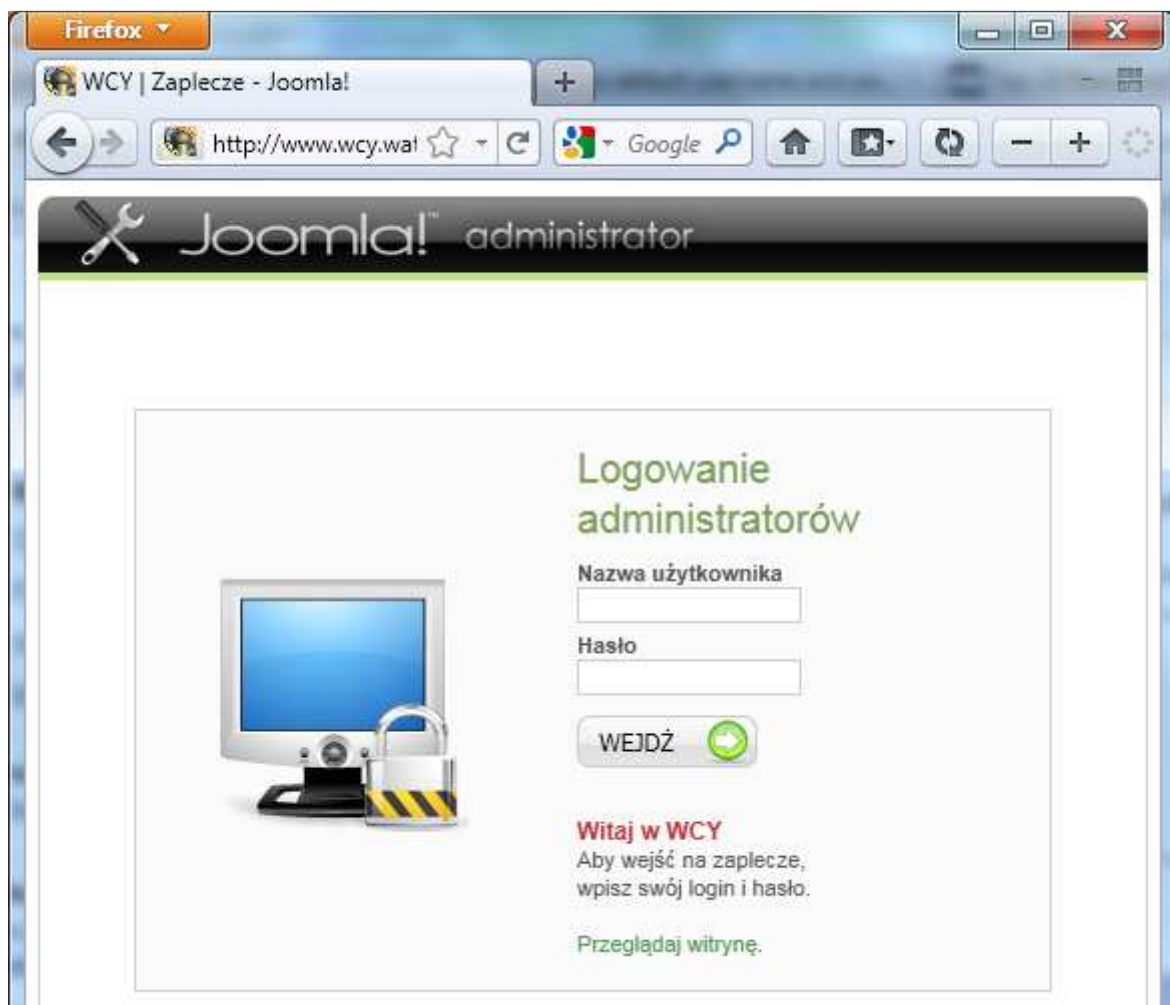 Firefox
WCY | Zaplecze - Joomla!
http://www.wcy.wat
Google
Joomla!™ administrator
Logowanie
administratorów
Nazwa użytkownika
Hasło
WEJDŹ
Witaj w WCY
Aby wejść na zaplecze,
wpisz swój login i hasło.
Przeglądaj witrynę.